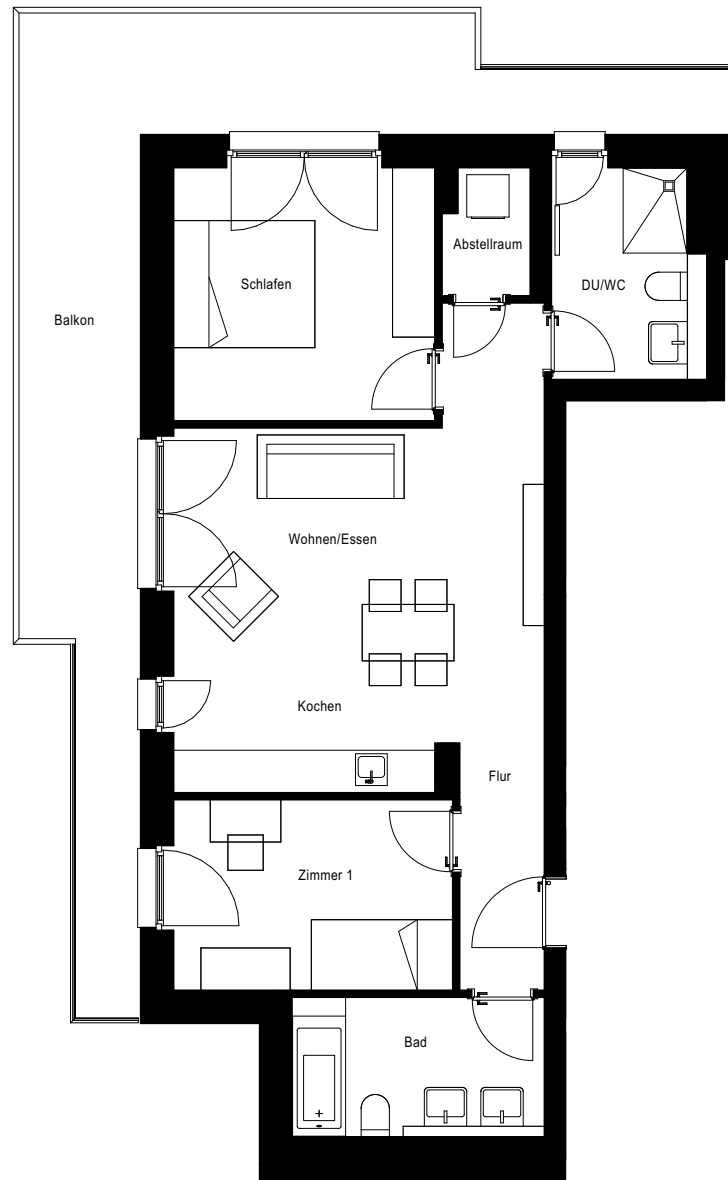 Abstellraum
Schlafen
DU/WC
Balkon
Wohnen/Essen
Kochen
Flur
Zimmer 1
Bad